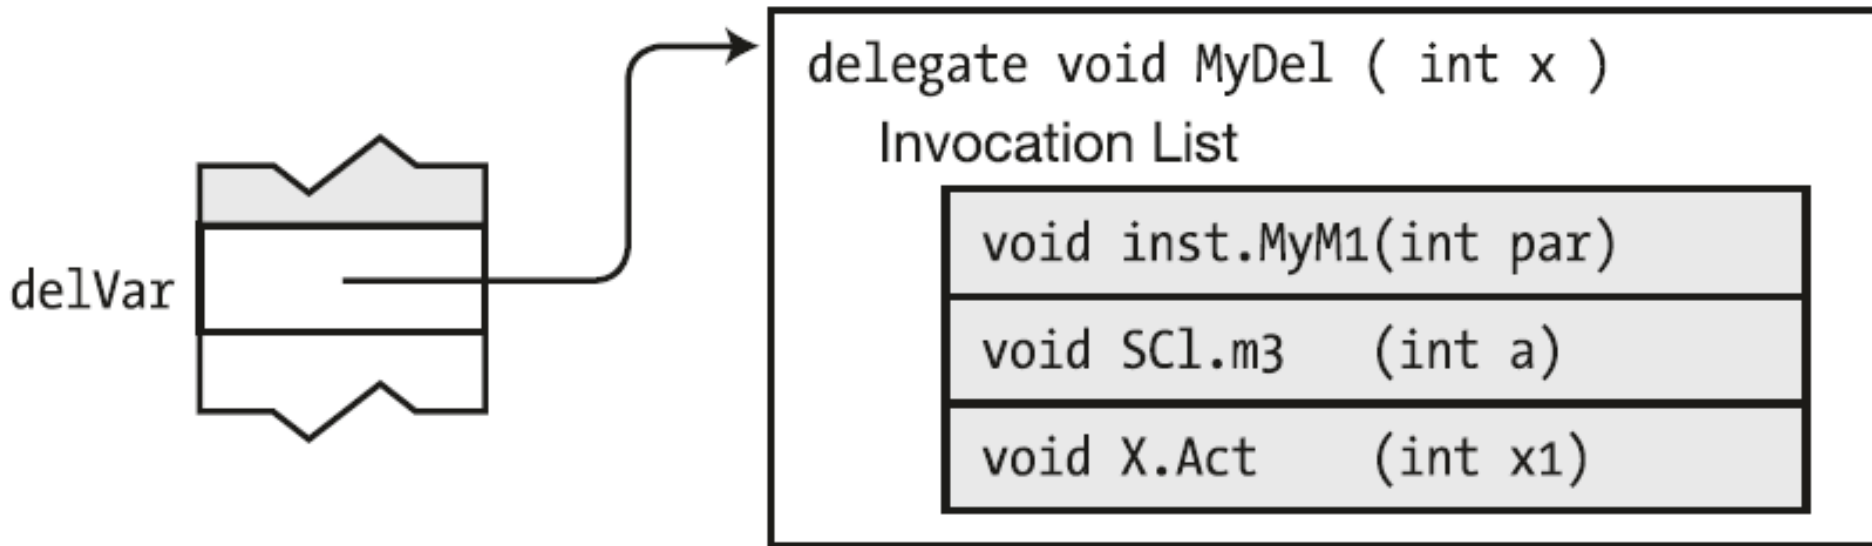 delegate void MyDel ( int x )
Invocation List
void inst.MyM1(int par)
delVar
void SCl.m3 (int a)
void X.Act (int x1)